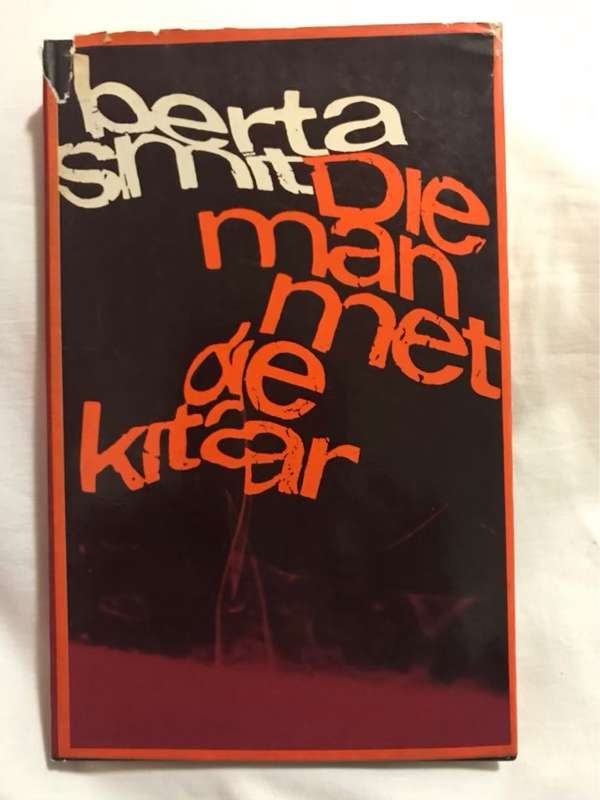 berta
smit
Die
man
met
die
kitaar